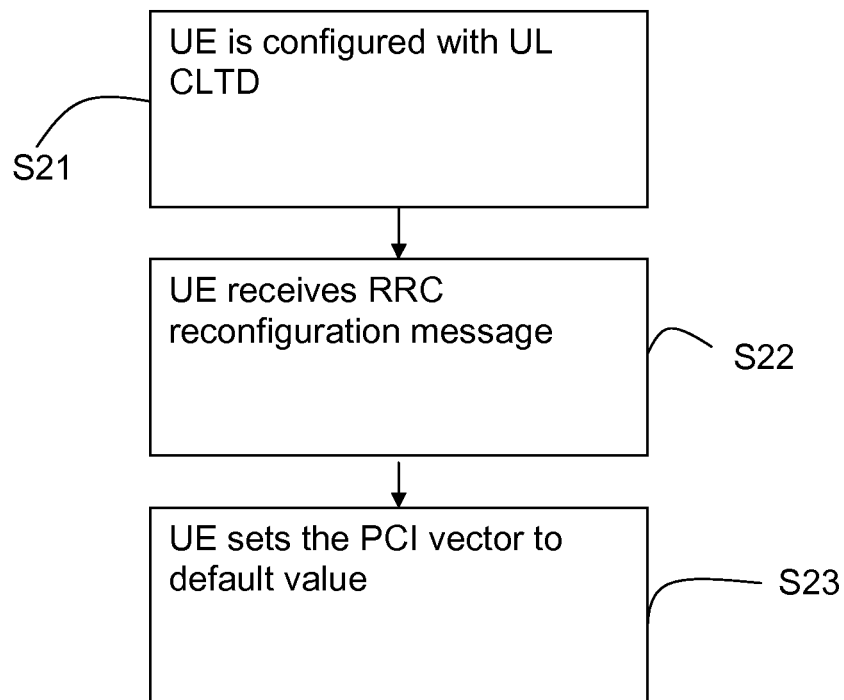 UE is configured with UL
CLTD
S21
UE receives RRC
reconfiguration message
S22
UE sets the PCI vector to
default value
S23